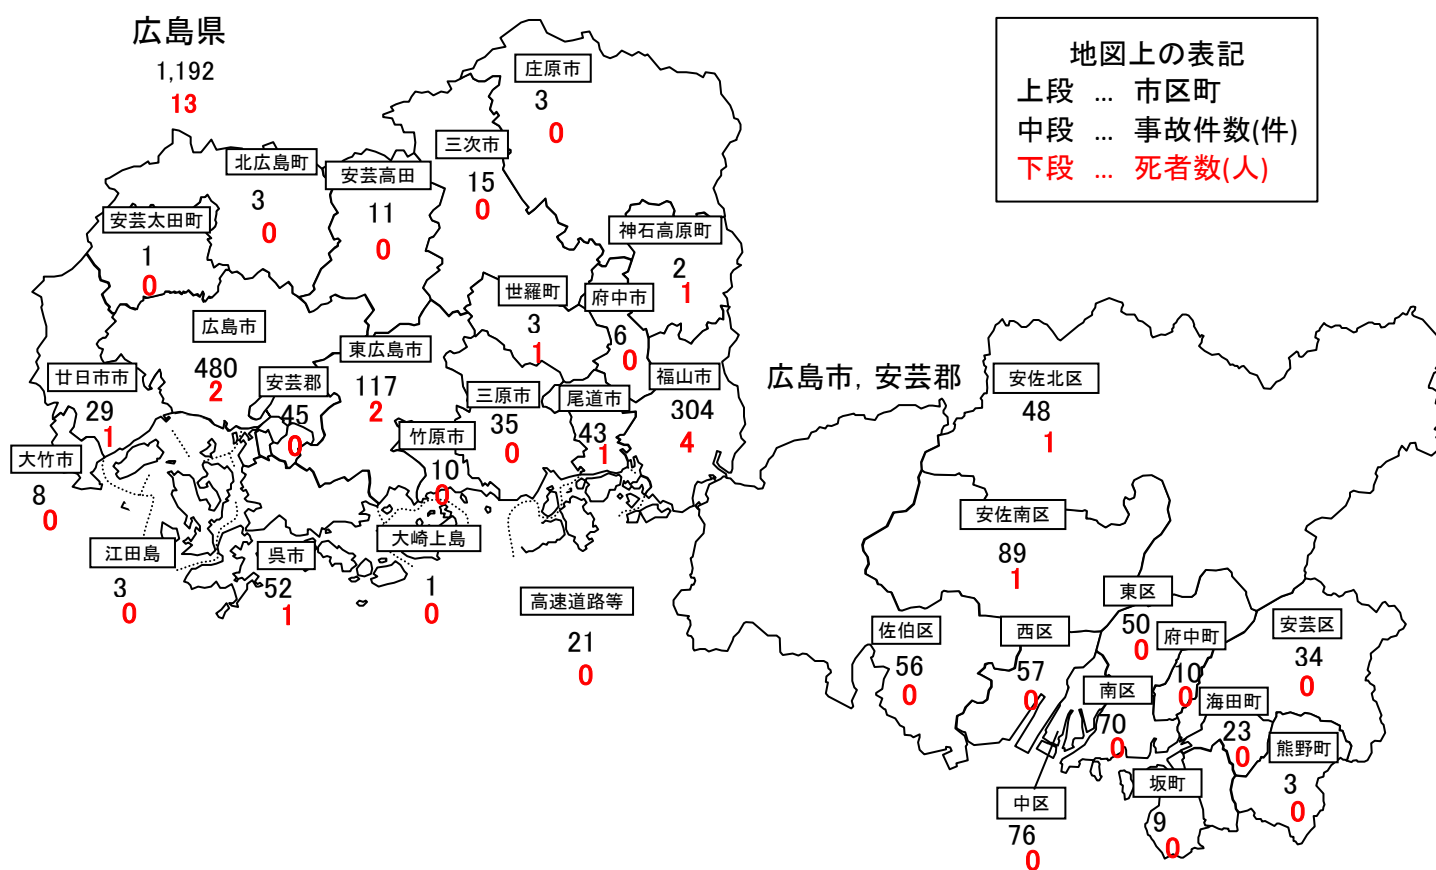 広島県
1,192
13
地図上の表記
上段 … 市区町
中段 … 事故件数(件)
下段 … 死者数(人)
庄原市
3
0
三次市
15
0
北広島町
3
0
安芸高田
11
0
安芸太田町
1
0
神石高原町
2
1
世羅町
3
1
府中市
6
0
広島市
480
2
安芸郡
45
0
東広島市
117
2
廿日市市
29
1
三原市
35
0
尾道市
43
1
福山市
304
4
竹原市
10
0
大竹市
8
0
江田島
3
0
呉市
52
1
大崎上島
1
0
高速道路等
21
0
広島市, 安芸郡
安佐北区
48
1
安佐南区
89
1
東区
50
0
府中町
10
0
安芸区
34
0
佐伯区
56
0
西区
57
0
南区
70
0
海田町
23
0
熊野町
3
0
坂町
9
0
中区
76
0